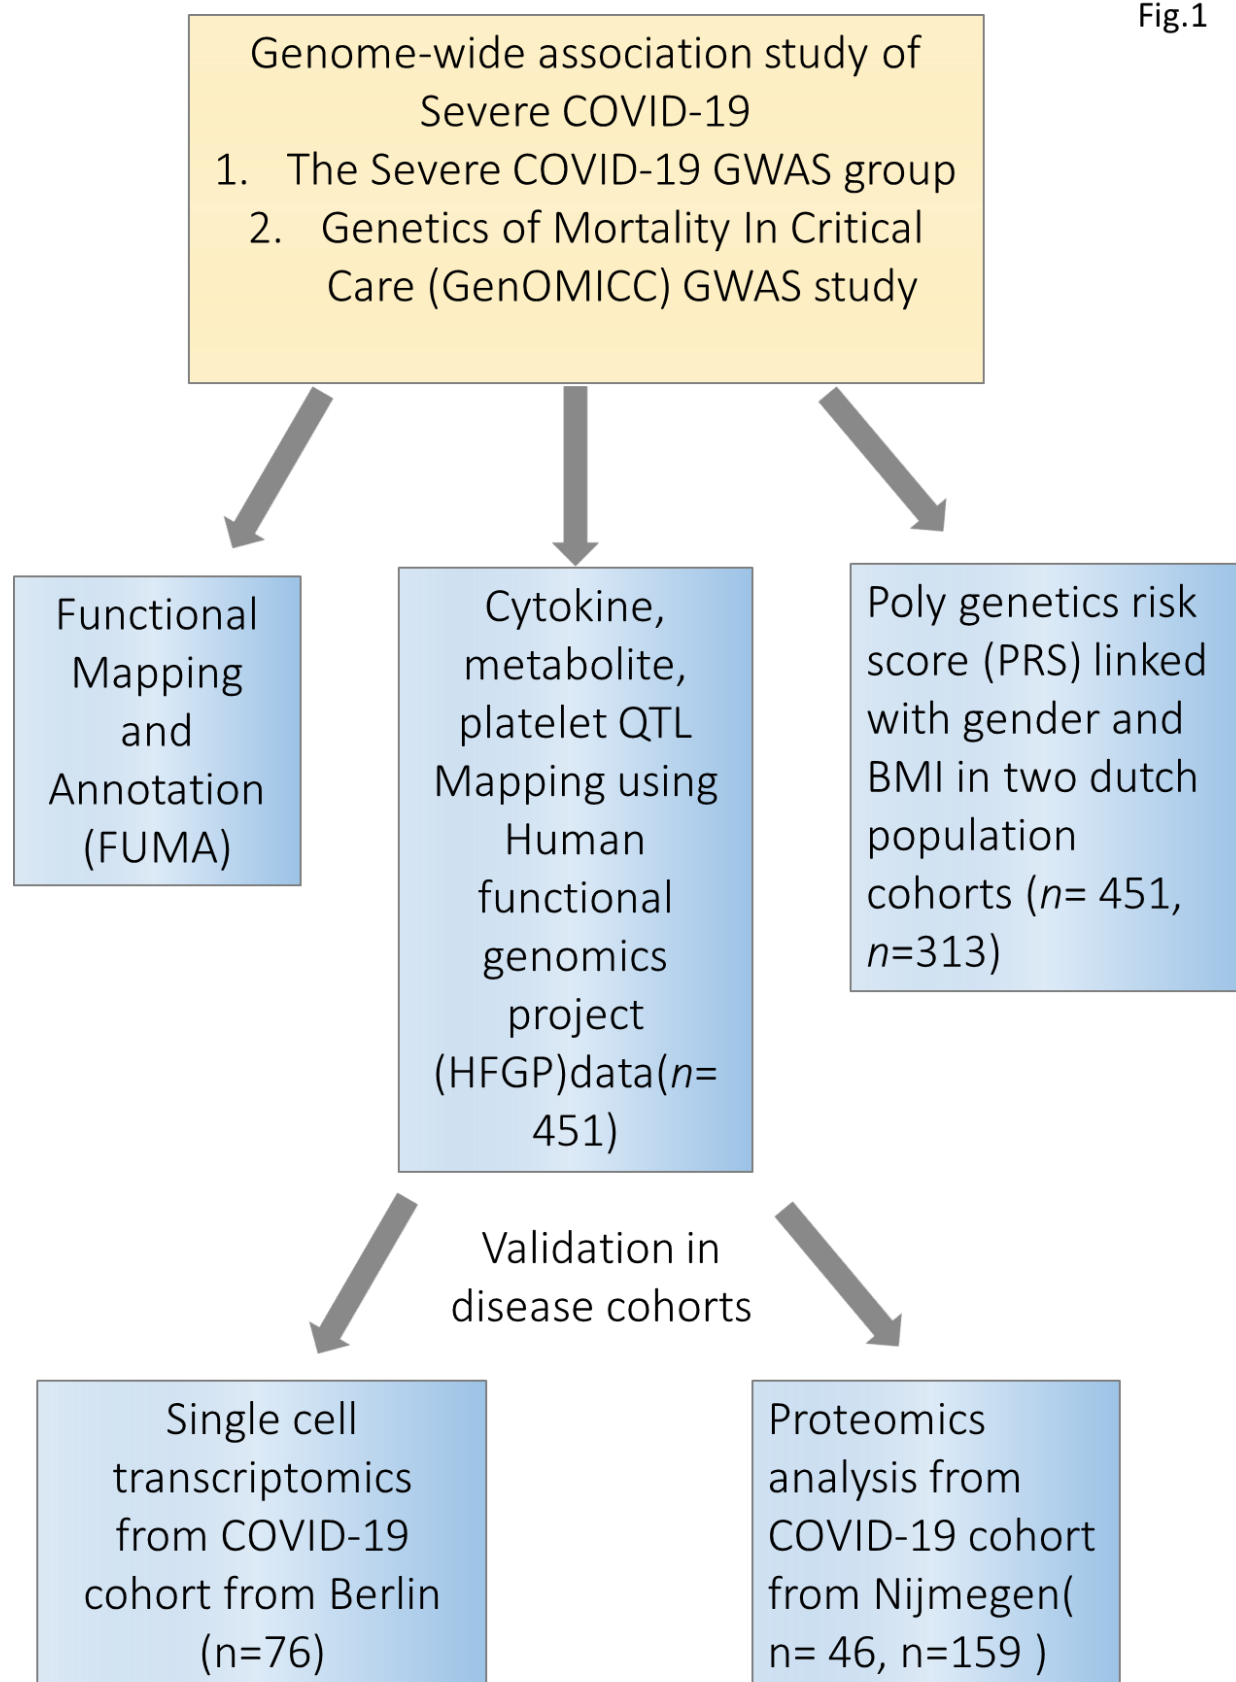 Fig.1
Genome-wide association study of
Severe COVID-19
1. The Severe COVID-19 GWAS group
2. Genetics of Mortality In Critical
Care (GenOMICC) GWAS study
Functional
Mapping
and
Annotation
(FUMA)
Cytokine,
metabolite,
platelet QTL
Mapping using
Human
functional
genomics
project
(HFGP)data(n=
451)
Poly genetics risk
score (PRS) linked
with gender and
BMI in two dutch
population
cohorts (n= 451,
n=313)
Validation in
disease cohorts
Single cell
transcriptomics
from COVID-19
cohort from Berlin
(n=76)
Proteomics
analysis from
COVID-19 cohort
from Nijmegen(
n= 46, n=159 )